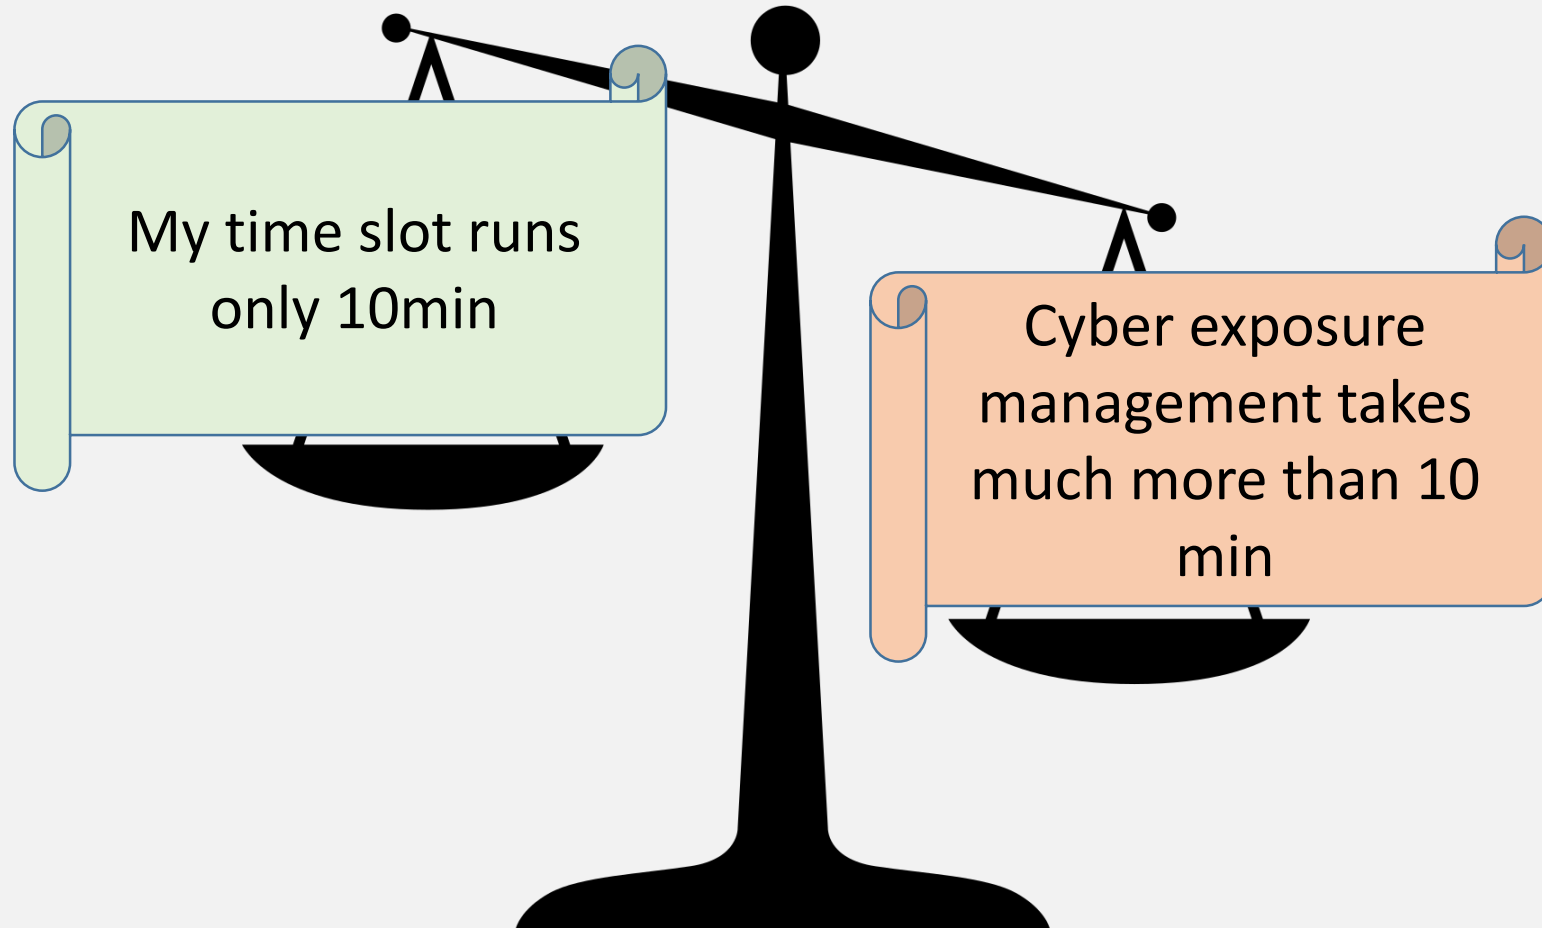 My time slot runs
only 10min
Cyber exposure
management takes
much more than 10
min